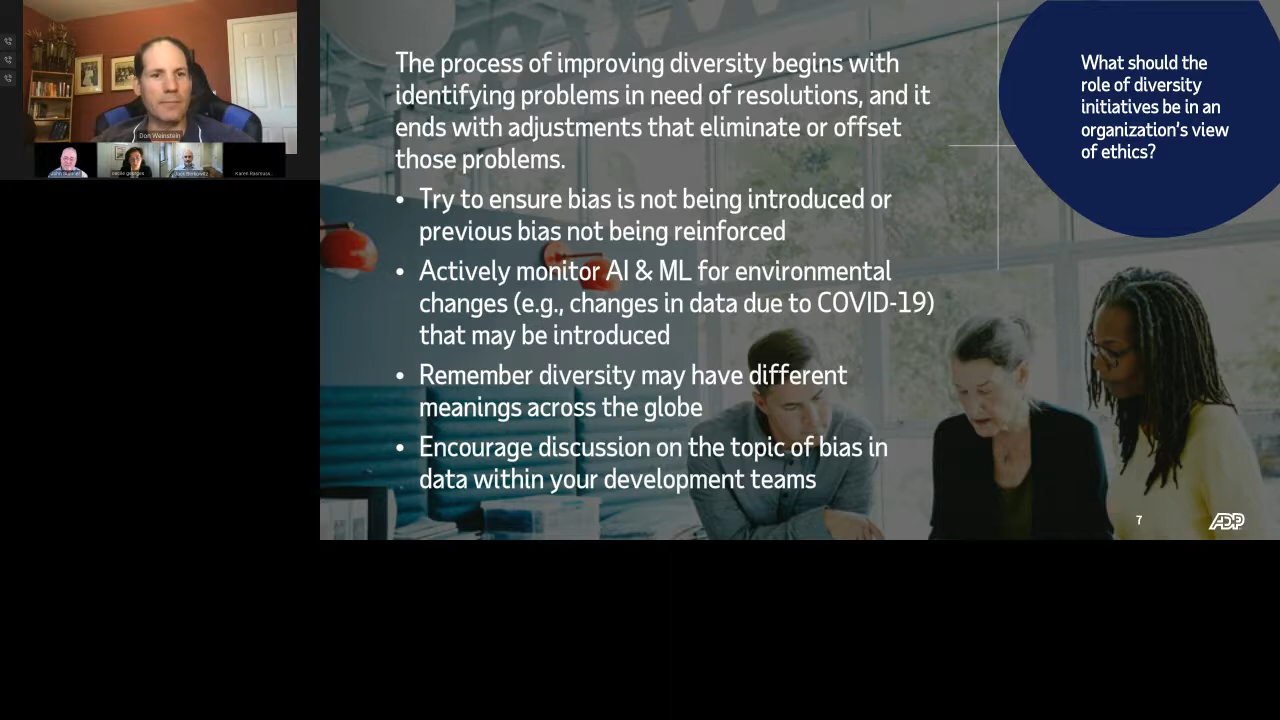 Don Weinstein
Jack Berkowitz
Karen Rasmuss...
The process of improving diversity begins with
identifying problems in need of resolutions, and it
ends with adjustments that eliminate or offset
those problems.
• Try to ensure bias is not being introduced or
previous bias not being reinforced
• Actively monitor AI & ML for environmental
changes (e.g., changes in data due to COVID-19)
that may be introduced
• Remember diversity may have different
meanings across the globe
• Encourage discussion on the topic of bias in
data within your development teams
What should the
role of diversity
initiatives be in an
organization's view
of ethics?
7
ADP